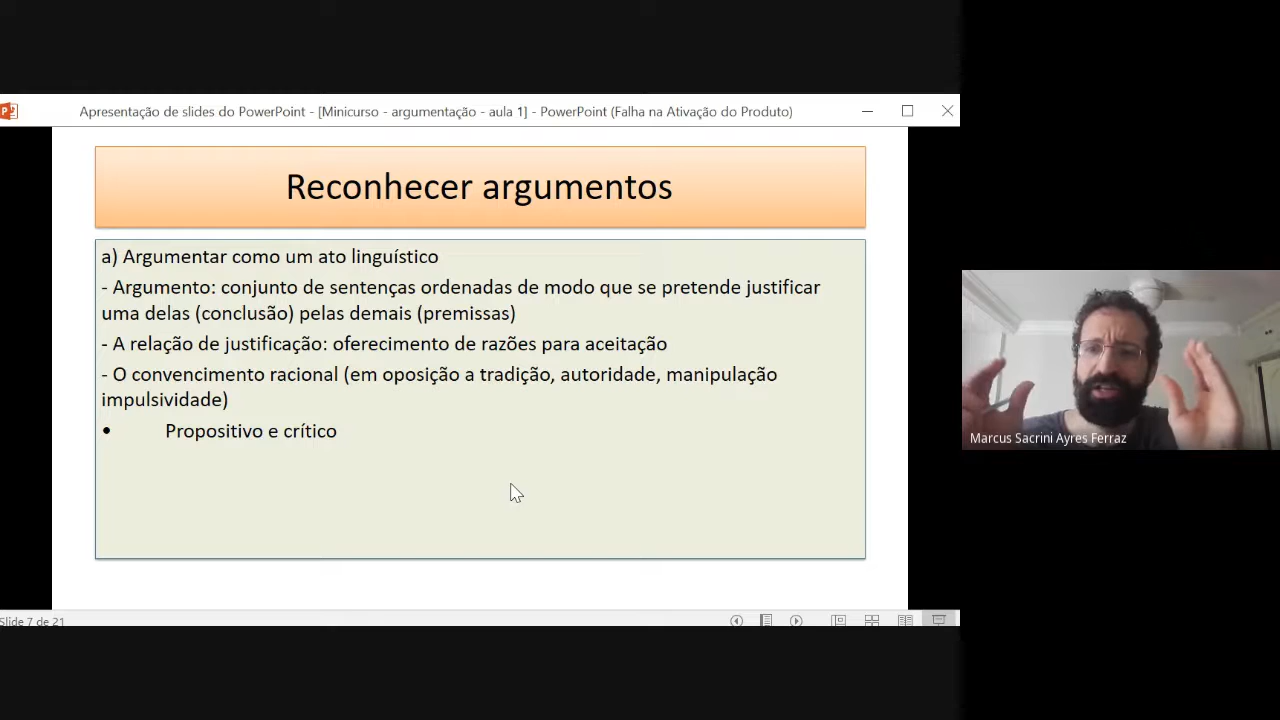 Apresentação de slides do PowerPoint - [Minicurso - argumentação - aula 1] - PowerPoint (Falha na Ativação do Produto)
Reconhecer argumentos
a) Argumentar como um ato linguístico
- Argumento: conjunto de sentenças ordenadas de modo que se pretende justificar
uma delas (conclusão) pelas demais (premissas)
- A relação de justificação: oferecimento de razões para aceitação
- O convencimento racional (em oposição a tradição, autoridade, manipulação
impulsividade)
• Propositivo e crítico
Marcus Sacrini Ayres Ferraz
Slide 7 de 21